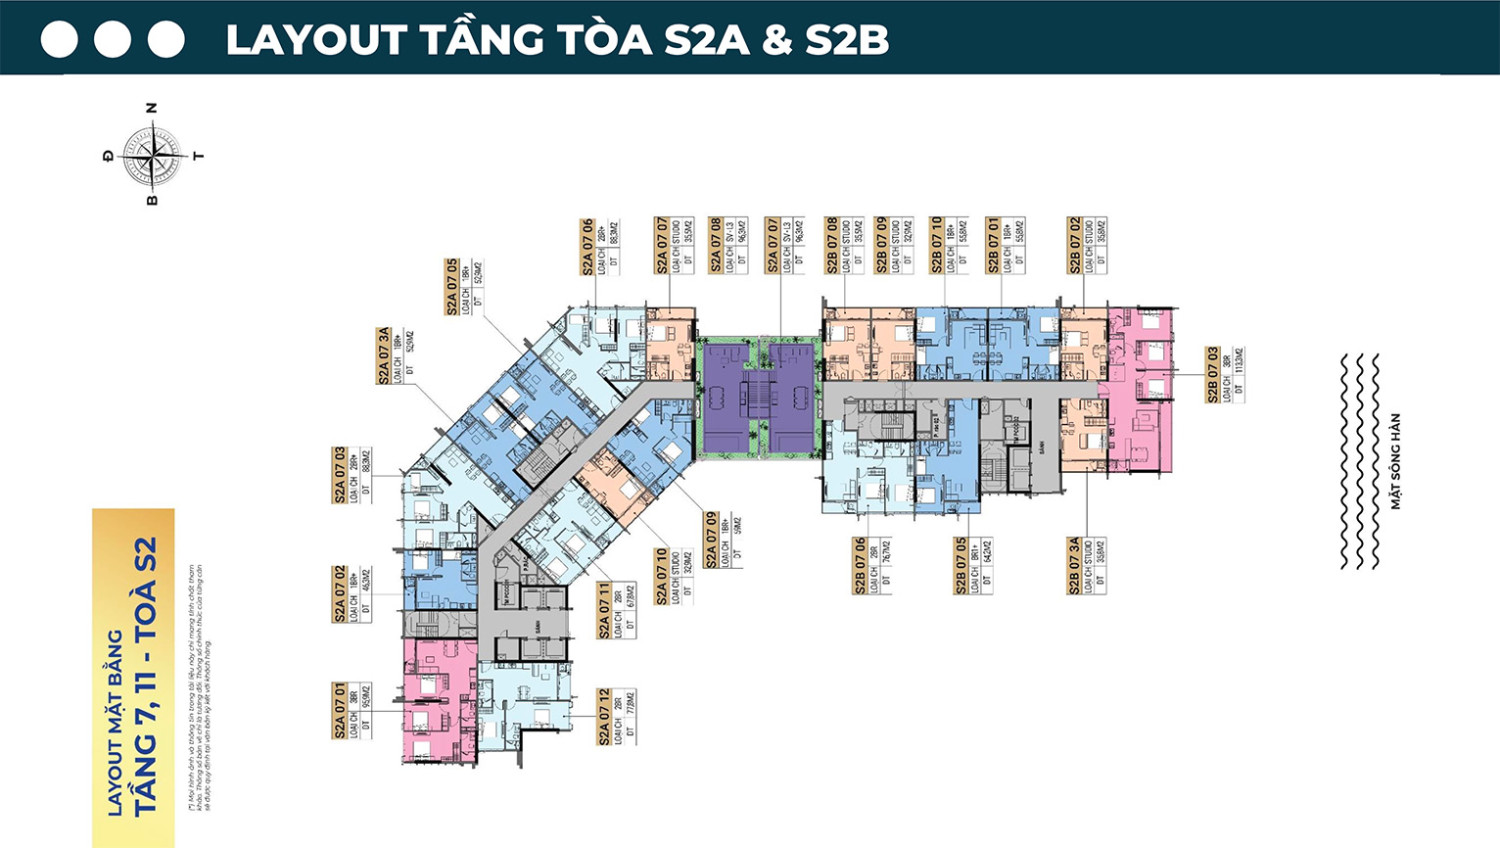 LAYOUT TẦNG TÒA S2A & S2B
N
Đ
T
B
S2A 07 06
LOẠI CH 2BR+
DT 88,3M2
S2A 07 07
LOẠI CH STUDIO
DT 35,5M2
S2A 07 08
LOẠI CH SV - L3
DT 96,3M2
S2A 07 07
LOẠI CH SV - L3
DT 96,8M2
S2B 07 08
LOẠI CH STUDIO
DT 35,5M2
S2B 07 09
LOẠI CH STUDIO
DT 32,9M2
S2B 07 10
LOẠI CH 1BR+
DT 55,8M2
S2B 07 01
LOẠI CH 1BR+
DT 55,8M2
S2B 07 02
LOẠI CH STUDIO
DT 35,8M2
S2A 07 05
LOẠI CH 1BR+
DT 52,9M2
S2A 07 3A
LOẠI CH 1BR+
DT 52,9M2
S2B 07 03
LOẠI CH 3BR
DT 113,3M2
S2A 07 03
LOẠI CH 2BR+
DT 88,3M2
S2A 07 02
LOẠI CH 1BR+
DT 46,3M2
S2A 07 01
LOẠI CH 3BR
DT 95,9M2
S2A 07 09
LOẠI CH 1BR+
DT 59M2
S2A 07 10
LOẠI CH STUDIO
DT 32,9M2
S2A 07 11
LOẠI CH 2BR
DT 67,8M2
S2A 07 12
LOẠI CH 2BR
DT 77,8M2
S2B 07 06
LOẠI CH 2BR
DT 76,7M2
S2B 07 05
LOẠI CH BR1+
DT 64,2M2
S2B 07 3A
LOẠI CH STUDIO
DT 35,8M2
SẢNH
SẢNH
P.RÁC
MẶT SÔNG HÀN
LAYOUT MẶT BẰNG
TẦNG 7, 11 - TOÀ S2
(*) Mọi hình ảnh và thông tin trong tài liệu này chỉ mang tính chất tham
khảo. Thông số bản vẽ chỉ là tương đối. Thông số chính thức của từng căn
sẽ được quy định tại văn bản ký kết với khách hàng.